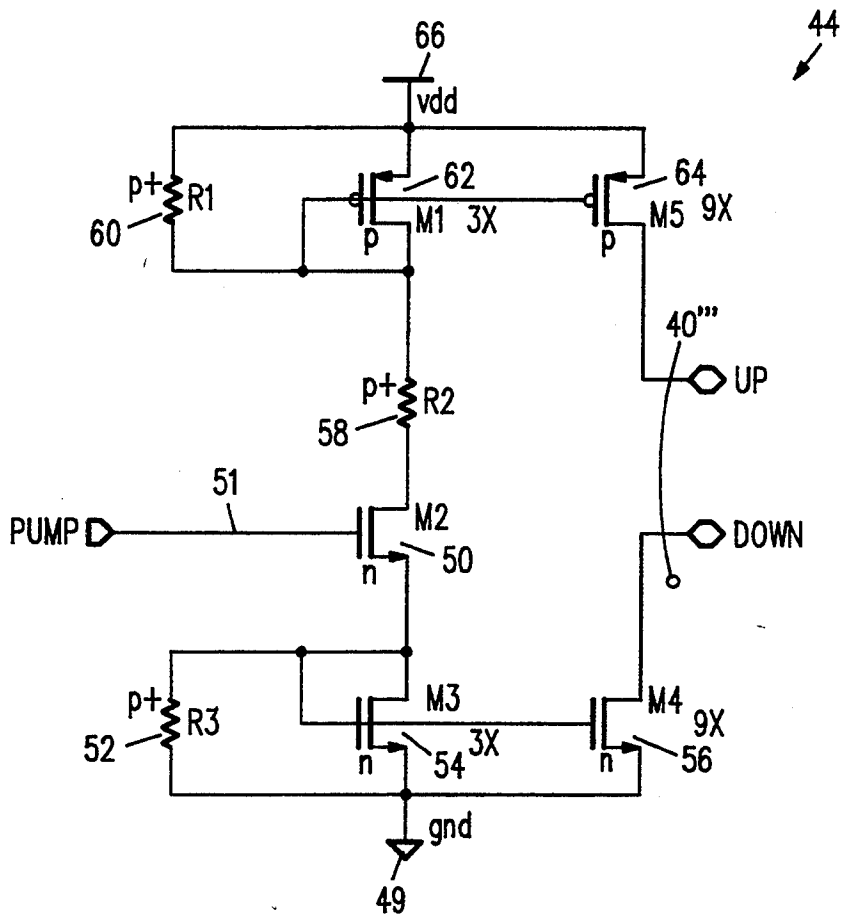 44
66
vdd
p+
R1
60
62
M1
3X
p
64
M5
9X
p
40'''
UP
p+
R2
58
51
PUMP
M2
50
n
DOWN
p+
R3
52
M3
3X
54
n
M4
9X
56
n
gnd
49